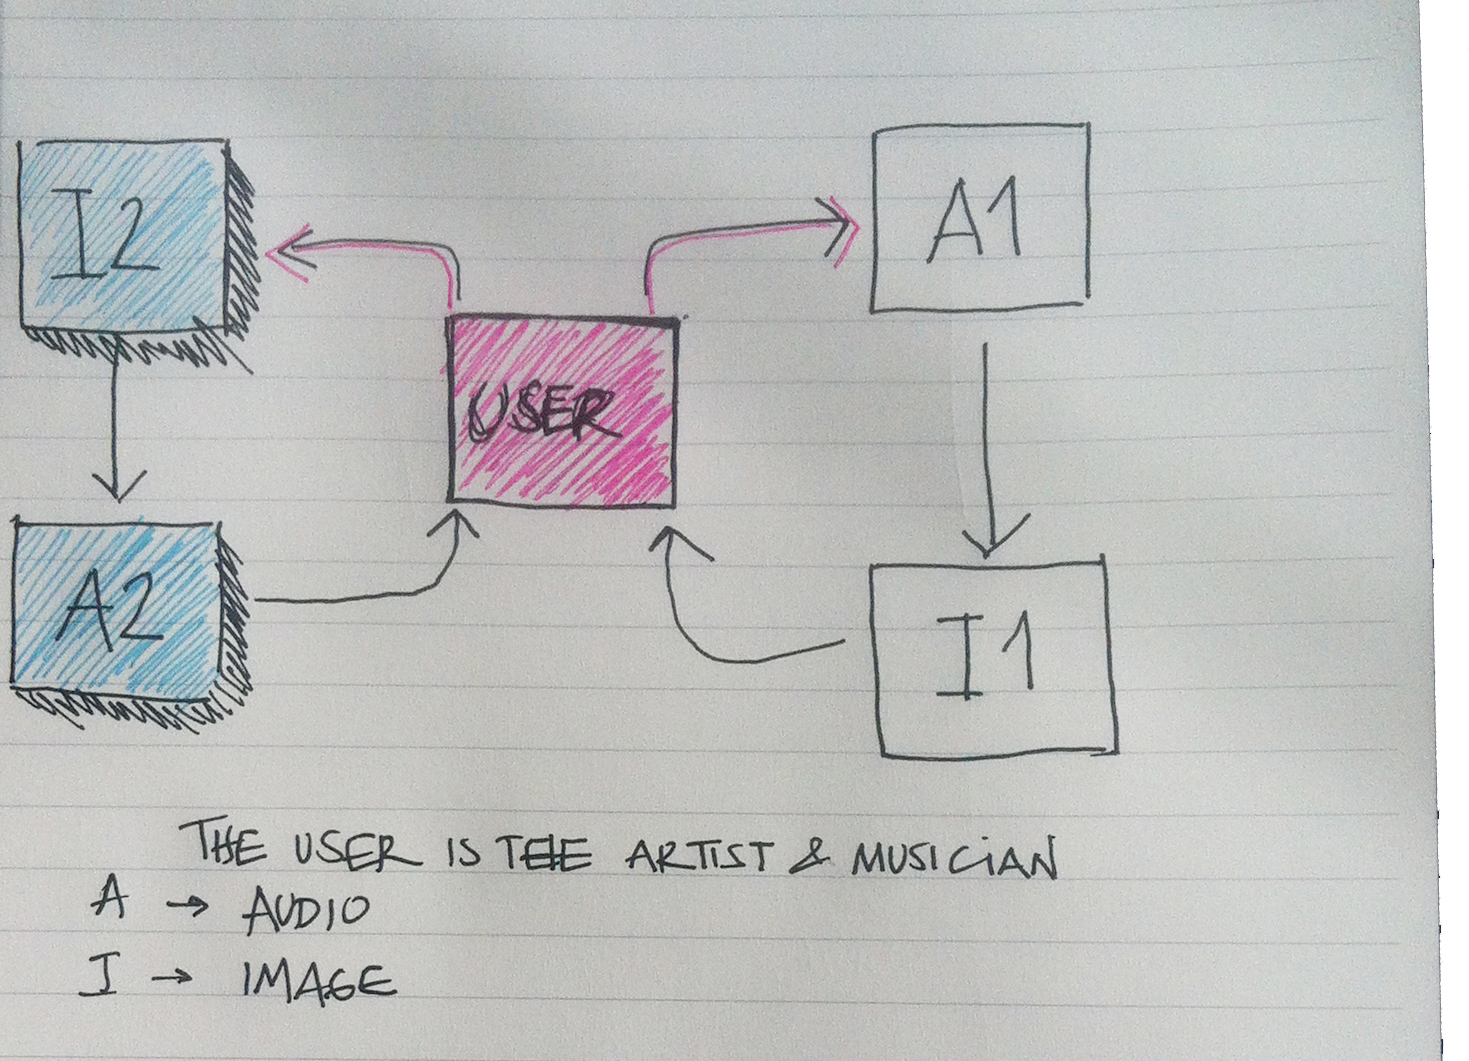 I2
A1
USER
A2
I1
THE USER IS THE ARTIST & MUSICIAN
A → AUDIO
I → IMAGE